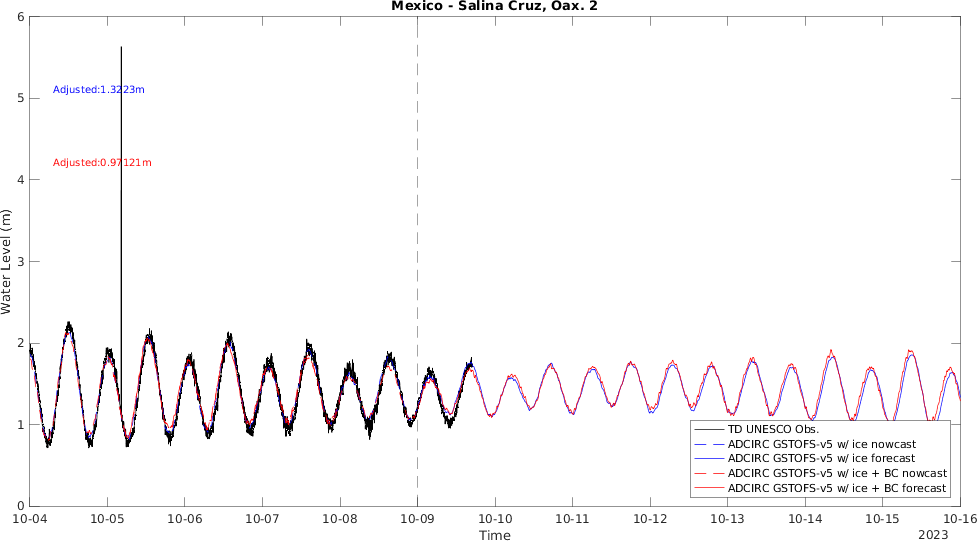 Mexico - Salina Cruz, Oax. 2
6
5
4
3
2
1
0
Water Level (m)
Adjusted:1.3223m
Adjusted:0.97121m
TD UNESCO Obs.
ADCIRC GSTOFS-v5 w/ ice nowcast
ADCIRC GSTOFS-v5 w/ ice forecast
ADCIRC GSTOFS-v5 w/ ice + BC nowcast
ADCIRC GSTOFS-v5 w/ ice + BC forecast
10-04 10-05 10-06 10-07 10-08 10-09 10-10 10-11 10-12 10-13 10-14 10-15 10-16
Time
2023